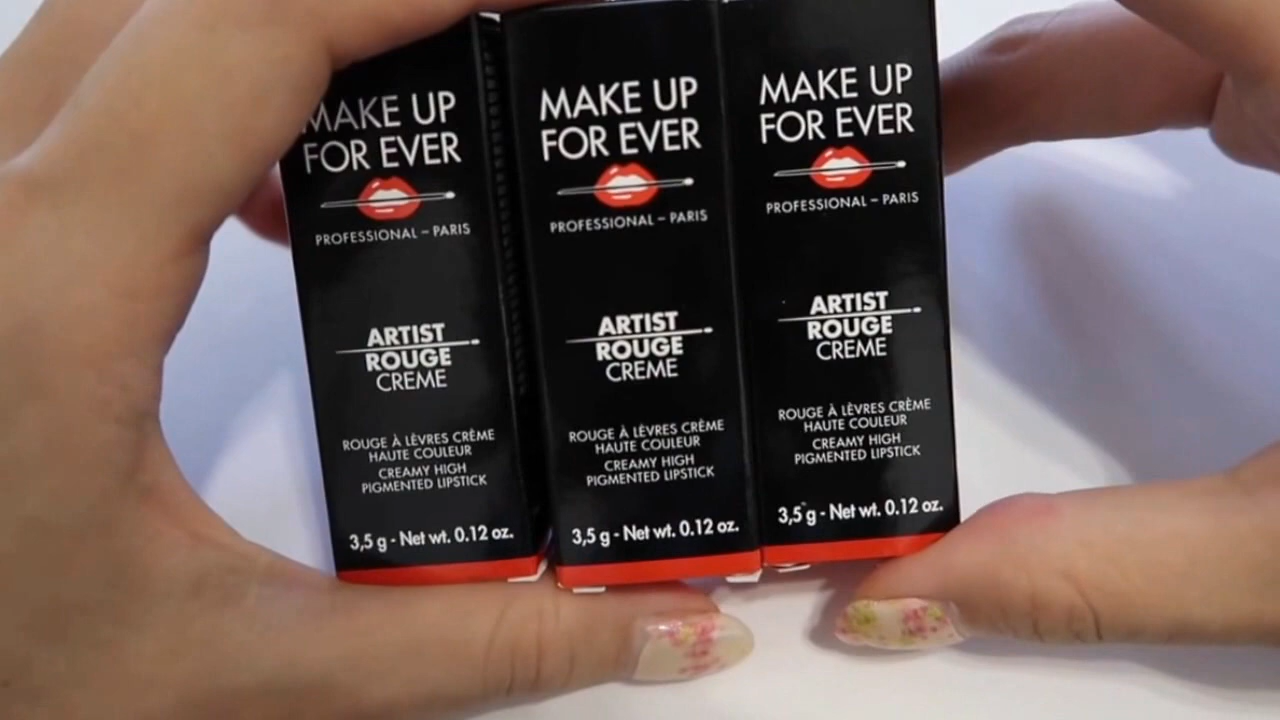 MAKE UP
FOR EVER
PROFESSIONAL – PARIS
ARTIST
ROUGE
CREME
ROUGE À LÈVRES CRÈME
HAUTE COULEUR
CREAMY HIGH
PIGMENTED LIPSTICK
3,5 g - Net wt. 0.12 oz.
MAKE UP
FOR EVER
PROFESSIONAL – PARIS
ARTIST
ROUGE
CREME
ROUGE À LÈVRES CRÈME
HAUTE COULEUR
CREAMY HIGH
PIGMENTED LIPSTICK
3,5 g - Net wt. 0.12 oz.
MAKE UP
FOR EVER
PROFESSIONAL – PARIS
ARTIST
ROUGE
CREME
ROUGE À LÈVRES CRÈME
HAUTE COULEUR
CREAMY HIGH
PIGMENTED LIPSTICK
3,5 g - Net wt. 0.12 oz.